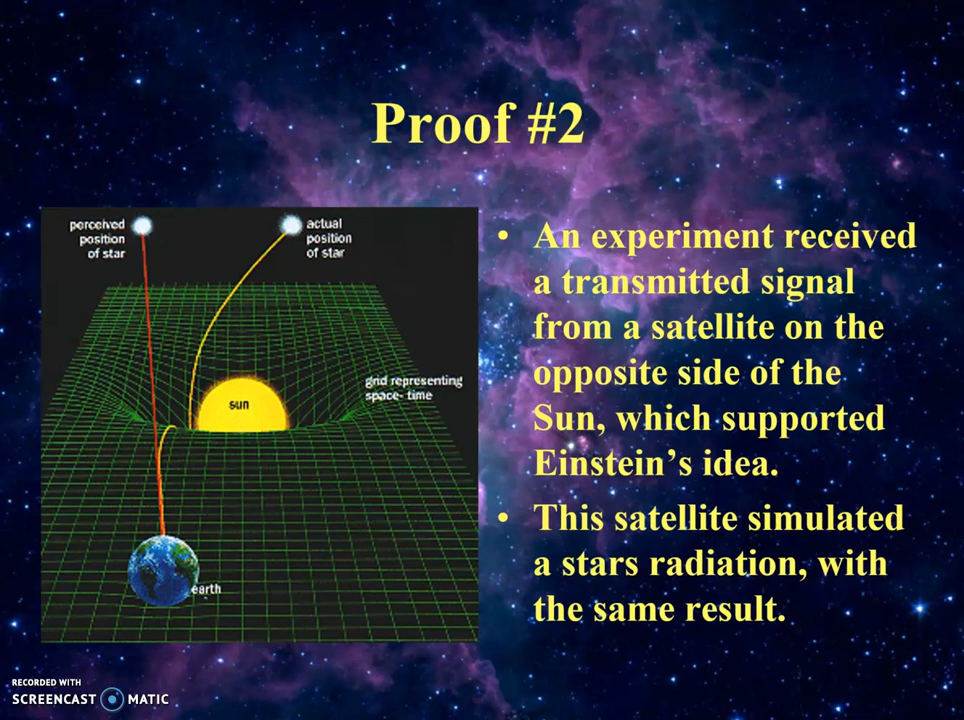 Proof #2
perceived
position
of star
actual
position
of star
grid representing
space- time
sun
earth
• An experiment received
a transmitted signal
from a satellite on the
opposite side of the
Sun, which supported
Einstein's idea.
• This satellite simulated
a stars radiation, with
the same result.
RECORDED WITH
SCREENCAST MATIC